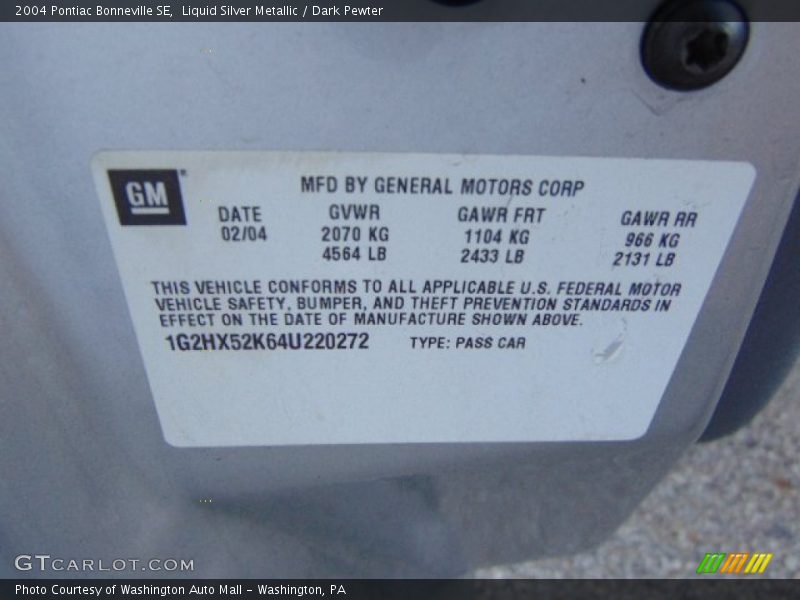 2004 Pontiac Bonneville SE,  Liquid Silver Metallic / Dark Pewter
GM
MFD BY GENERAL MOTORS CORP
DATE GVWR GAWR FRT GAWR RR
02/04 2070 KG 1104 KG 966 KG
4564 LB 2433 LB 2131 LB
THIS VEHICLE CONFORMS TO ALL APPLICABLE U.S. FEDERAL MOTOR
VEHICLE SAFETY, BUMPER, AND THEFT PREVENTION STANDARDS IN
EFFECT ON THE DATE OF MANUFACTURE SHOWN ABOVE.
1G2HX52K64U220272 TYPE: PASS CAR
GTCARLOT.COM
Photo Courtesy of Washington Auto Mall - Washington, PA